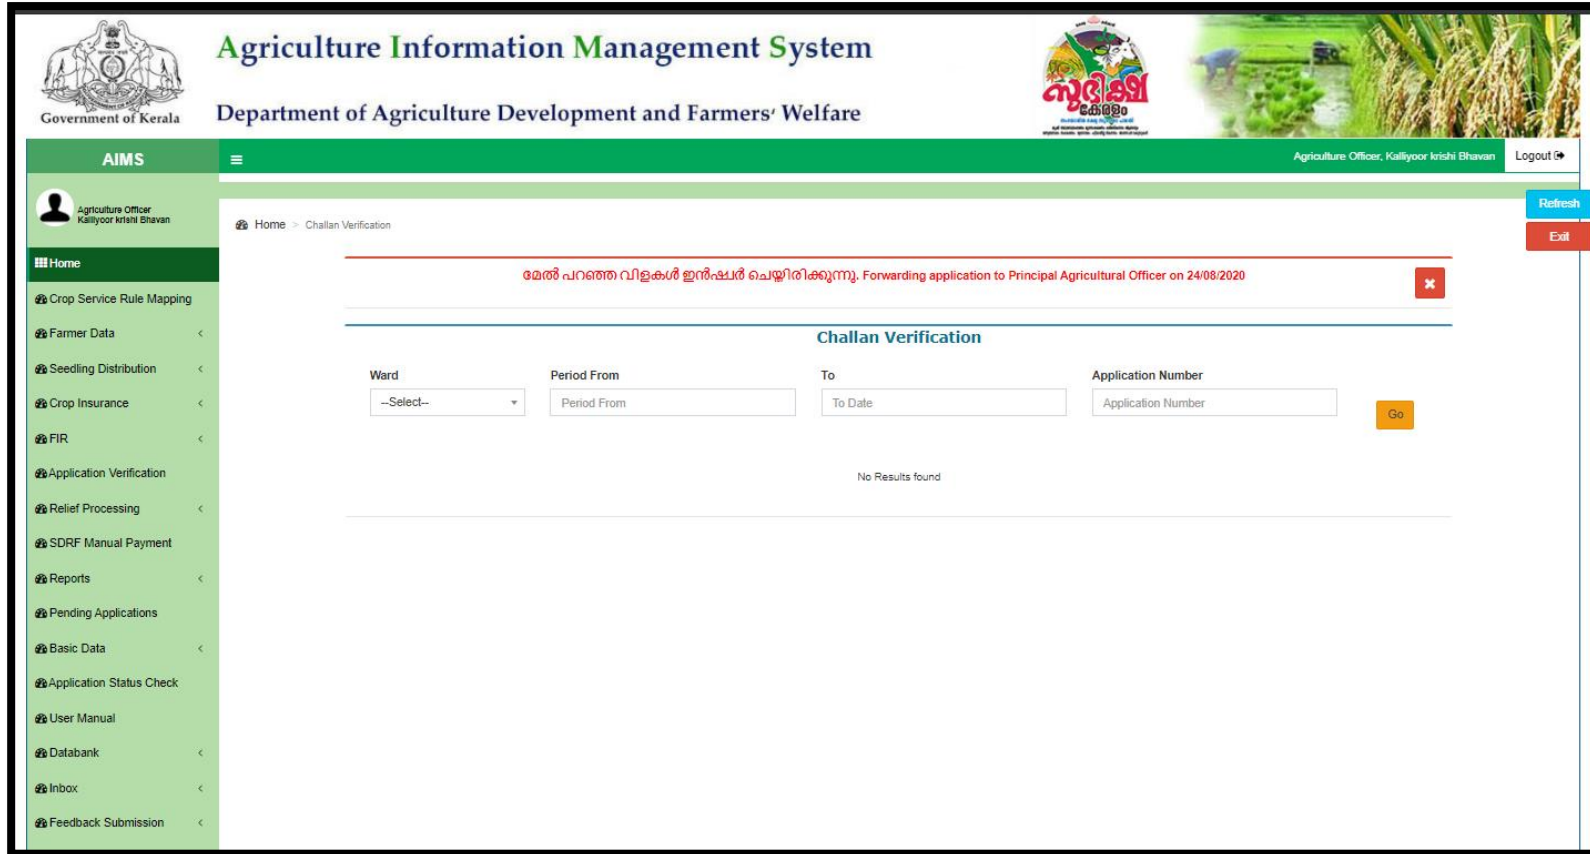 Agriculture Information Management System
Department of Agriculture Development and Farmers' Welfare
Government of Kerala
സുഭിക്ഷ
കേരളം
AIMS
Agriculture Officer, Kalliyoor krishi Bhavan
Logout
Agriculture Officer
Kalliyoor krishi Bhavan
Refresh
Exit
Home > Challan Verification
മേൽ പറഞ്ഞ വിളകൾ ഇൻഷ്വർ ചെയ്തിരിക്കുന്നു. Forwarding application to Principal Agricultural Officer on 24/08/2020
Challan Verification
Ward
Period From
To
Application Number
--Select--
Period From
To Date
Application Number
Go
No Results found
Home
Crop Service Rule Mapping
Farmer Data
Seedling Distribution
Crop Insurance
FIR
Application Verification
Relief Processing
SDRF Manual Payment
Reports
Pending Applications
Basic Data
Application Status Check
User Manual
Databank
Inbox
Feedback Submission